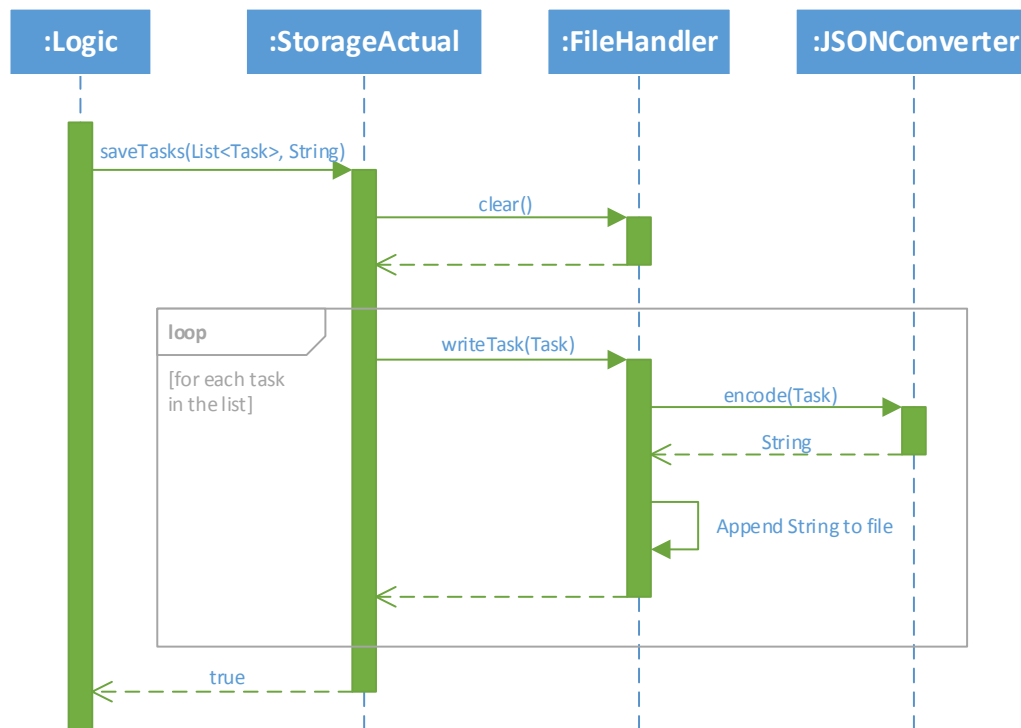 :Logic
:StorageActual
:FileHandler
:JSONConverter
saveTasks(List<Task>, String)
clear()
loop
[for each task
in the list]
writeTask(Task)
encode(Task)
String
Append String to file
true